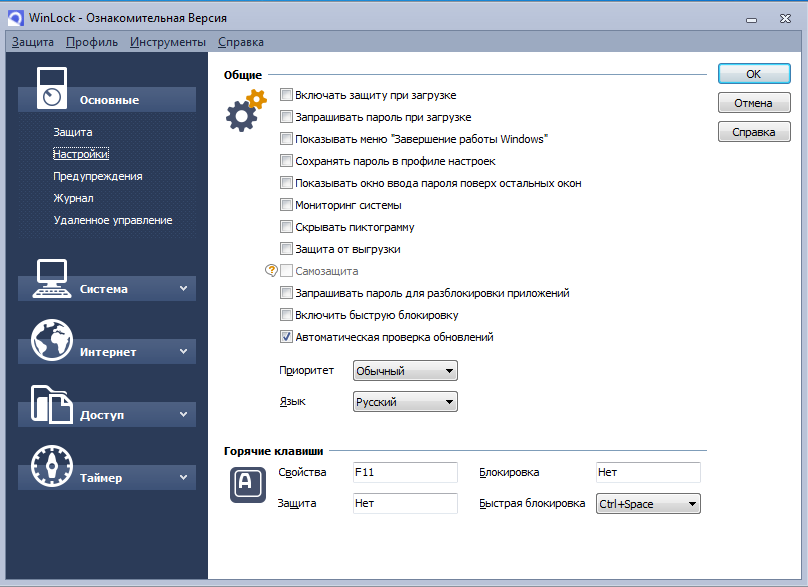 WinLock - Ознакомительная Версия
Защита Профиль Инструменты Справка
Основные
Защита
Настройки
Предупреждения
Журнал
Удаленное управление
Система
Интернет
Доступ
Таймер
Общие
Включать защиту при загрузке
Запрашивать пароль при загрузке
Показывать меню "Завершение работы Windows"
Сохранять пароль в профиле настроек
Показывать окно ввода пароля поверх остальных окон
Мониторинг системы
Скрывать пиктограмму
Защита от выгрузки
Самозащита
Запрашивать пароль для разблокировки приложений
Включить быструю блокировку
Автоматическая проверка обновлений
Приоритет Обычный
Язык Русский
Горячие клавиши
A
Свойства F11 Блокировка Нет
Защита Нет Быстрая блокировка Ctrl+Space
OK
Отмена
Справка